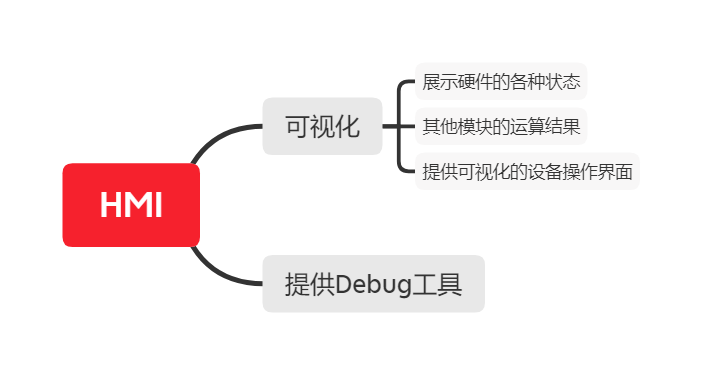 HMI
可视化
展示硬件的各种状态
其他模块的运算结果
提供可视化的设备操作界面
提供Debug工具